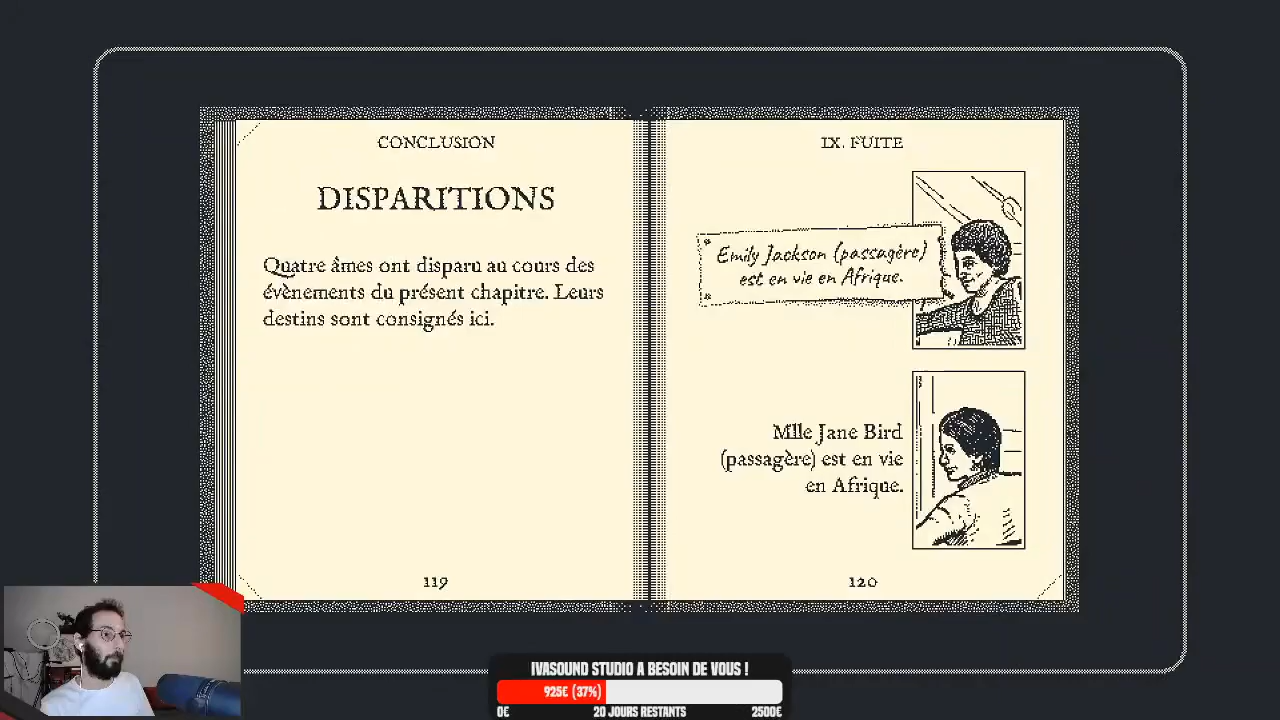 CONCLUSION
DISPARITIONS
Quatre âmes ont disparu au cours des
évènements du présent chapitre. Leurs
destins sont consignés ici.
119
IX. FUITE
Emily Jackson (passagère)
est en vie en Afrique.
Mlle Jane Bird
(passagère) est en vie
en Afrique.
120
IVASOUND STUDIO A BESOIN DE VOUS !
925€ (37%)
0€ 20 JOURS RESTANTS 2500€